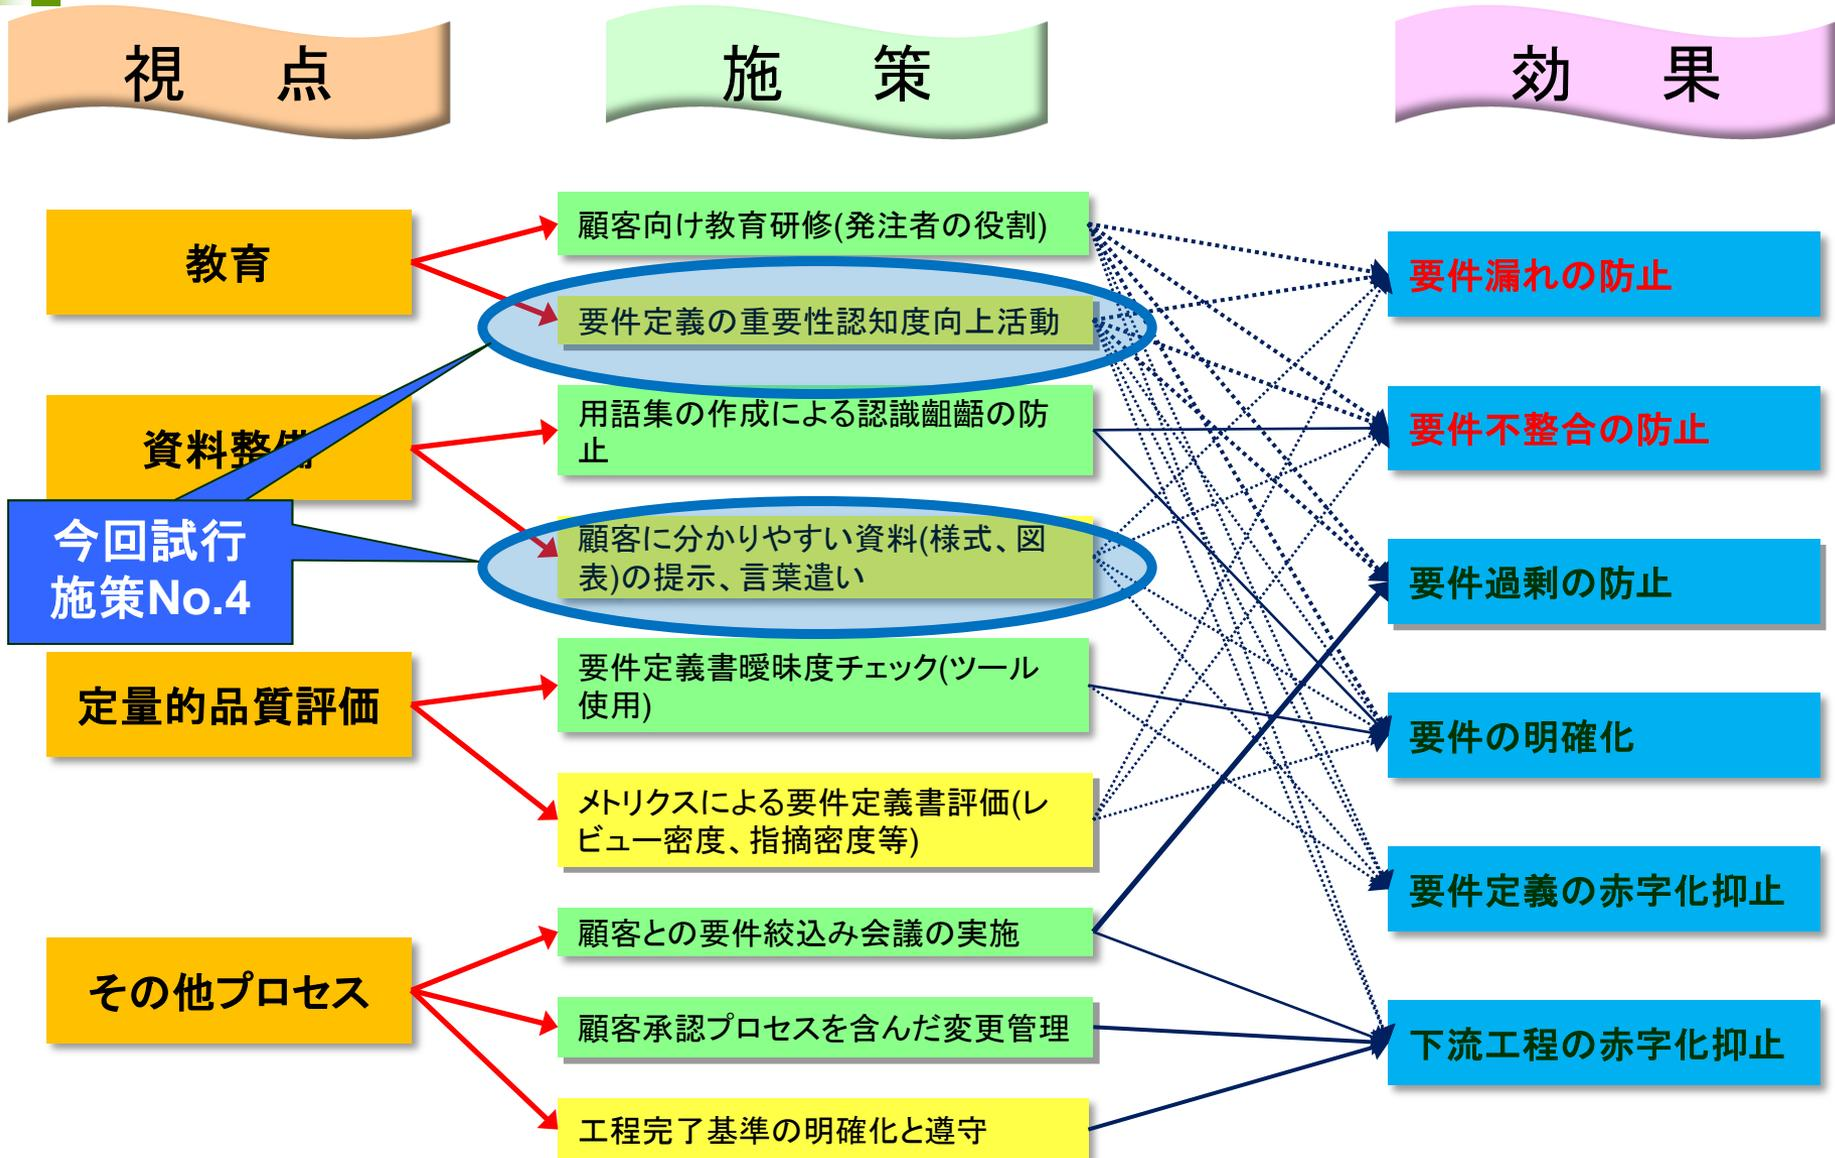 視　点
施　策
効　果
教育
資料整備
今回試行
施策No.4
定量的品質評価
その他プロセス
顧客向け教育研修(発注者の役割)
要件定義の重要性認知度向上活動
用語集の作成による認識齟齬の防
止
顧客に分かりやすい資料(様式、図
表)の提示、言葉遣い
要件定義書曖昧度チェック(ツール
使用)
メトリクスによる要件定義書評価(レ
ビュー密度、指摘密度等)
顧客との要件絞込み会議の実施
顧客承認プロセスを含んだ変更管理
工程完了基準の明確化と遵守
要件漏れの防止
要件不整合の防止
要件過剰の防止
要件の明確化
要件定義の赤字化抑止
下流工程の赤字化抑止